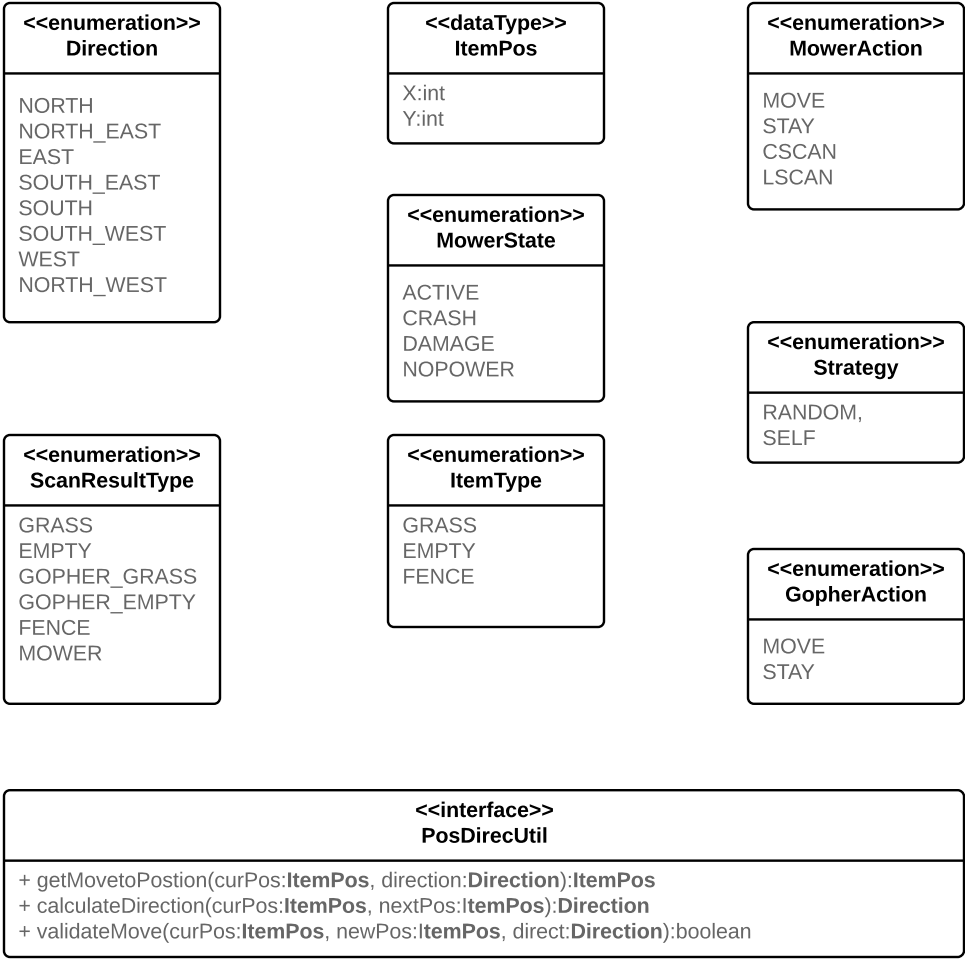 <<enumeration>>
Direction
NORTH
NORTH_EAST
EAST
SOUTH_EAST
SOUTH
SOUTH_WEST
WEST
NORTH_WEST
<<dataType>>
ItemPos
X:int
Y:int
<<enumeration>>
MowerAction
MOVE
STAY
CSCAN
LSCAN
<<enumeration>>
MowerState
ACTIVE
CRASH
DAMAGE
NOPOWER
<<enumeration>>
Strategy
RANDOM,
SELF
<<enumeration>>
ScanResultType
GRASS
EMPTY
GOPHER_GRASS
GOPHER_EMPTY
FENCE
MOWER
<<enumeration>>
ItemType
GRASS
EMPTY
FENCE
<<enumeration>>
GopherAction
MOVE
STAY
<<interface>>
PosDirecUtil
+ getMovetoPostion(curPos:ItemPos, direction:Direction):ItemPos
+ calculateDirection(curPos:ItemPos, nextPos:ItemPos):Direction
+ validateMove(curPos:ItemPos, newPos:ItemPos, direct:Direction):boolean